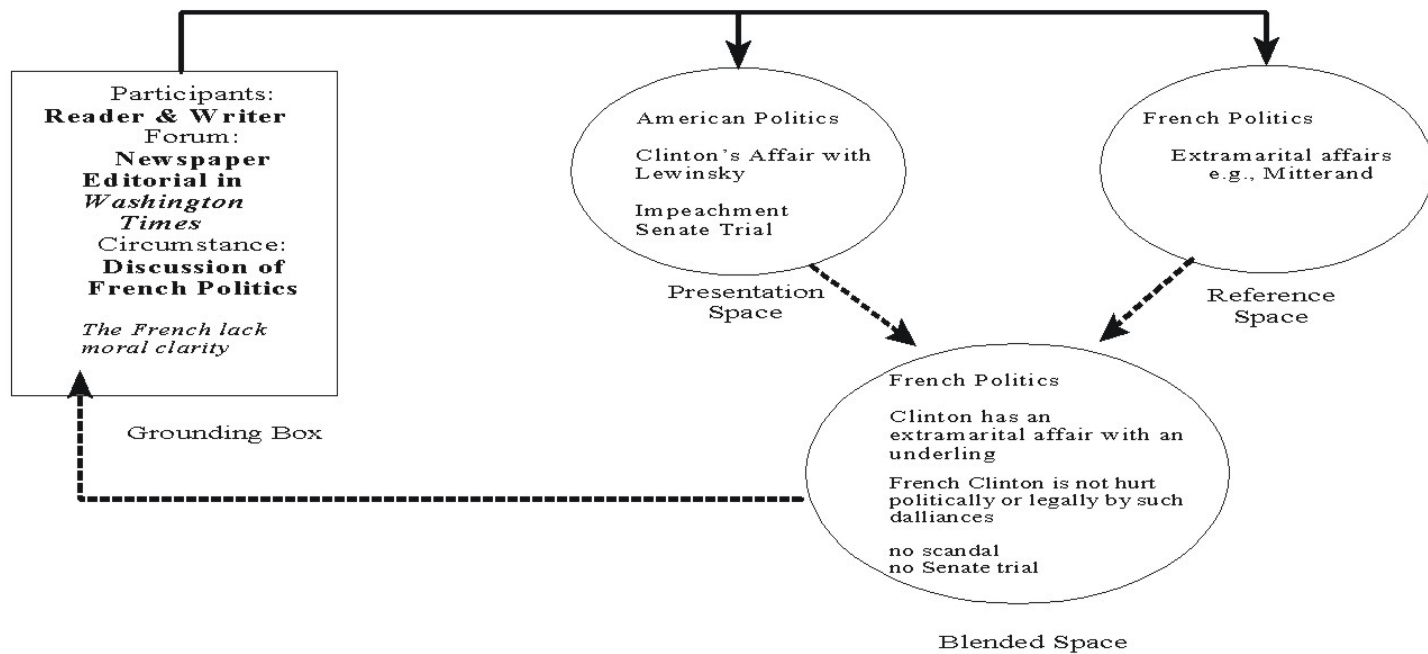 Participants:
Reader & Writer
Forum:
Newspaper
Editorial in
Washington
Times
Circumstance:
Discussion of
French Politics
The French lack
moral clarity
Grounding Box
American Politics
Clinton's Affair with
Lewinsky
Impeachment
Senate Trial
Presentation
Space
French Politics
Extramarital affairs
e.g., Mitterand
Reference
Space
French Politics
Clinton has an
extramarital affair with an
underling
French Clinton is not hurt
politically or legally by such
dalliances
no scandal
no Senate trial
Blended Space